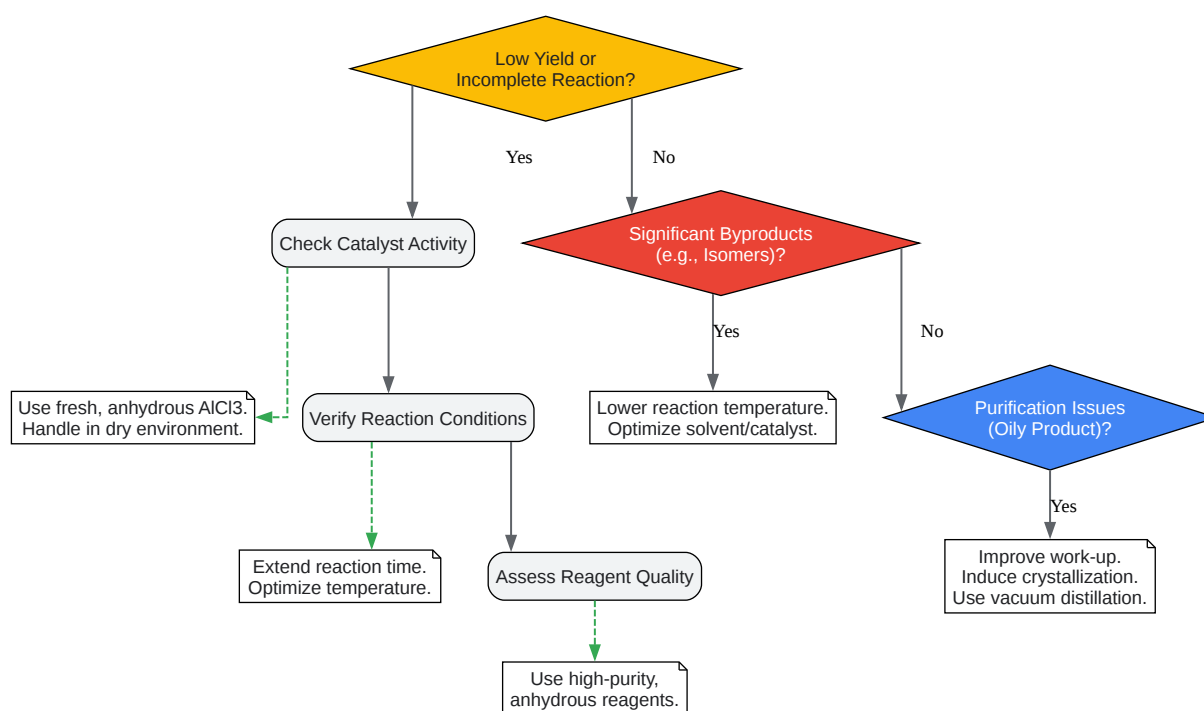 Low Yield or
Incomplete Reaction?
Yes
No
Check Catalyst Activity
Significant Byproducts
(e.g., Isomers)?
Yes
No
Use fresh, anhydrous AlCl3.
Handle in dry environment.
Verify Reaction Conditions
Lower reaction temperature.
Optimize solvent/catalyst.
Purification Issues
(Oily Product)?
Yes
Extend reaction time.
Optimize temperature.
Assess Reagent Quality
Improve work-up.
Induce crystallization.
Use vacuum distillation.
Use high-purity,
anhydrous reagents.